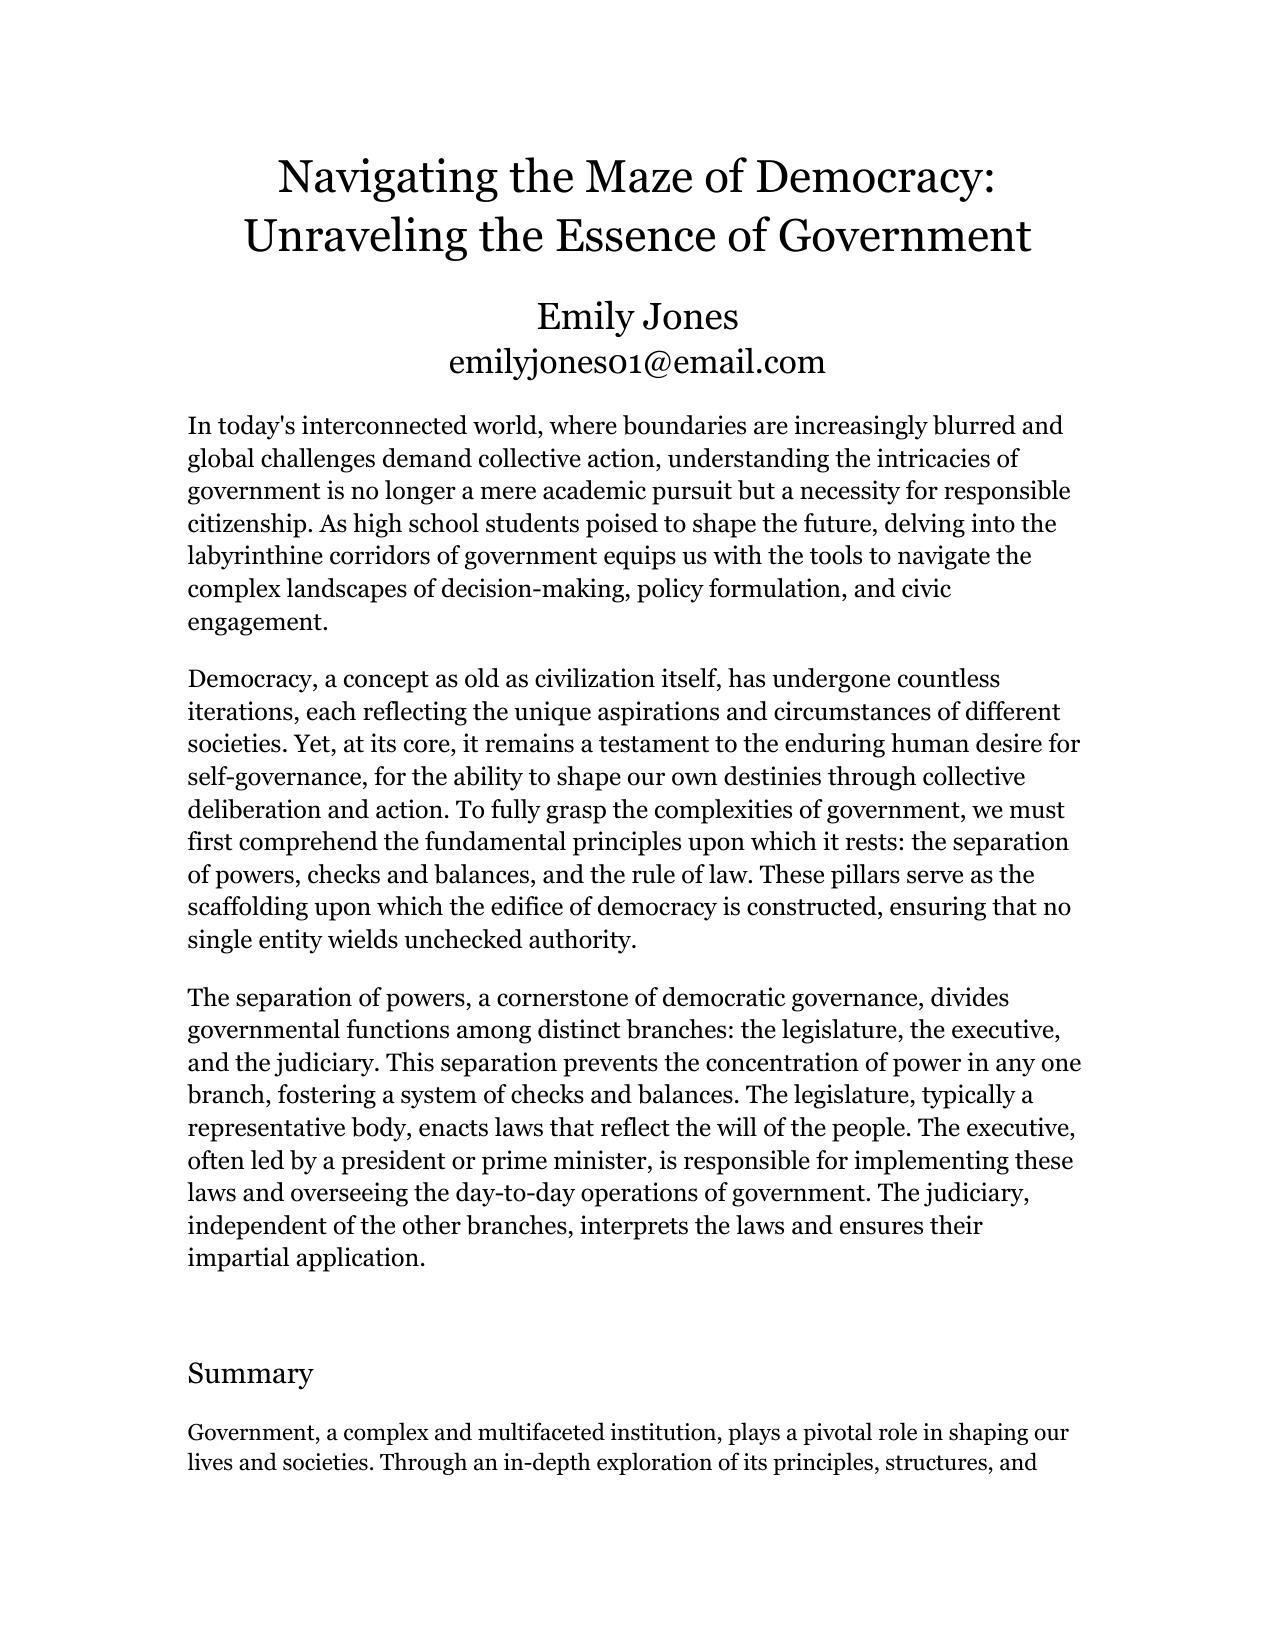 Navigating the Maze of Democracy:
Unraveling the Essence of Government
Emily Jones
emilyjones01@email.com
In today's interconnected world, where boundaries are increasingly blurred and
global challenges demand collective action, understanding the intricacies of
government is no longer a mere academic pursuit but a necessity for responsible
citizenship. As high school students poised to shape the future, delving into the
labyrinthine corridors of government equips us with the tools to navigate the
complex landscapes of decision-making, policy formulation, and civic
engagement.
Democracy, a concept as old as civilization itself, has undergone countless
iterations, each reflecting the unique aspirations and circumstances of different
societies. Yet, at its core, it remains a testament to the enduring human desire for
self-governance, for the ability to shape our own destinies through collective
deliberation and action. To fully grasp the complexities of government, we must
first comprehend the fundamental principles upon which it rests: the separation
of powers, checks and balances, and the rule of law. These pillars serve as the
scaffolding upon which the edifice of democracy is constructed, ensuring that no
single entity wields unchecked authority.
The separation of powers, a cornerstone of democratic governance, divides
governmental functions among distinct branches: the legislature, the executive,
and the judiciary. This separation prevents the concentration of power in any one
branch, fostering a system of checks and balances. The legislature, typically a
representative body, enacts laws that reflect the will of the people. The executive,
often led by a president or prime minister, is responsible for implementing these
laws and overseeing the day-to-day operations of government. The judiciary,
independent of the other branches, interprets the laws and ensures their
impartial application.
Summary
Government, a complex and multifaceted institution, plays a pivotal role in shaping our
lives and societies. Through an in-depth exploration of its principles, structures, and